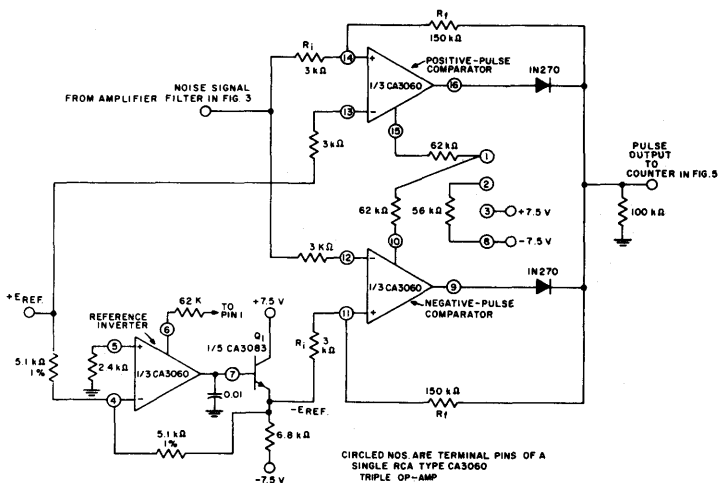 Rf
150 kΩ
Ri
3 kΩ
14
+
POSITIVE-PULSE
COMPARATOR
1/3 CA3060
16
1N270
NOISE SIGNAL
FROM AMPLIFIER FILTER IN FIG. 3
13
−
15
3 kΩ
62 kΩ
1
2
PULSE
OUTPUT
TO
COUNTER IN FIG.5
62 kΩ
56 kΩ
3
+7.5 V
8
−7.5 V
100 kΩ
10
3 KΩ
12
−
1/3 CA3060
9
1N270
+EREF.
62 K
TO
PIN 1
+7.5 V
11
+
NEGATIVE-PULSE
COMPARATOR
REFERENCE
INVERTER
6
Q1
1/5 CA3083
Ri
3
kΩ
5.1 kΩ
1%
5
+
2.4 kΩ
1/3 CA3060
7
4
−
0.01
−EREF.
150 kΩ
Rf
5.1 kΩ
1%
6.8 kΩ
−7.5 V
CIRCLED NOS. ARE TERMINAL PINS OF A
SINGLE RCA TYPE CA3060
TRIPLE OP-AMP